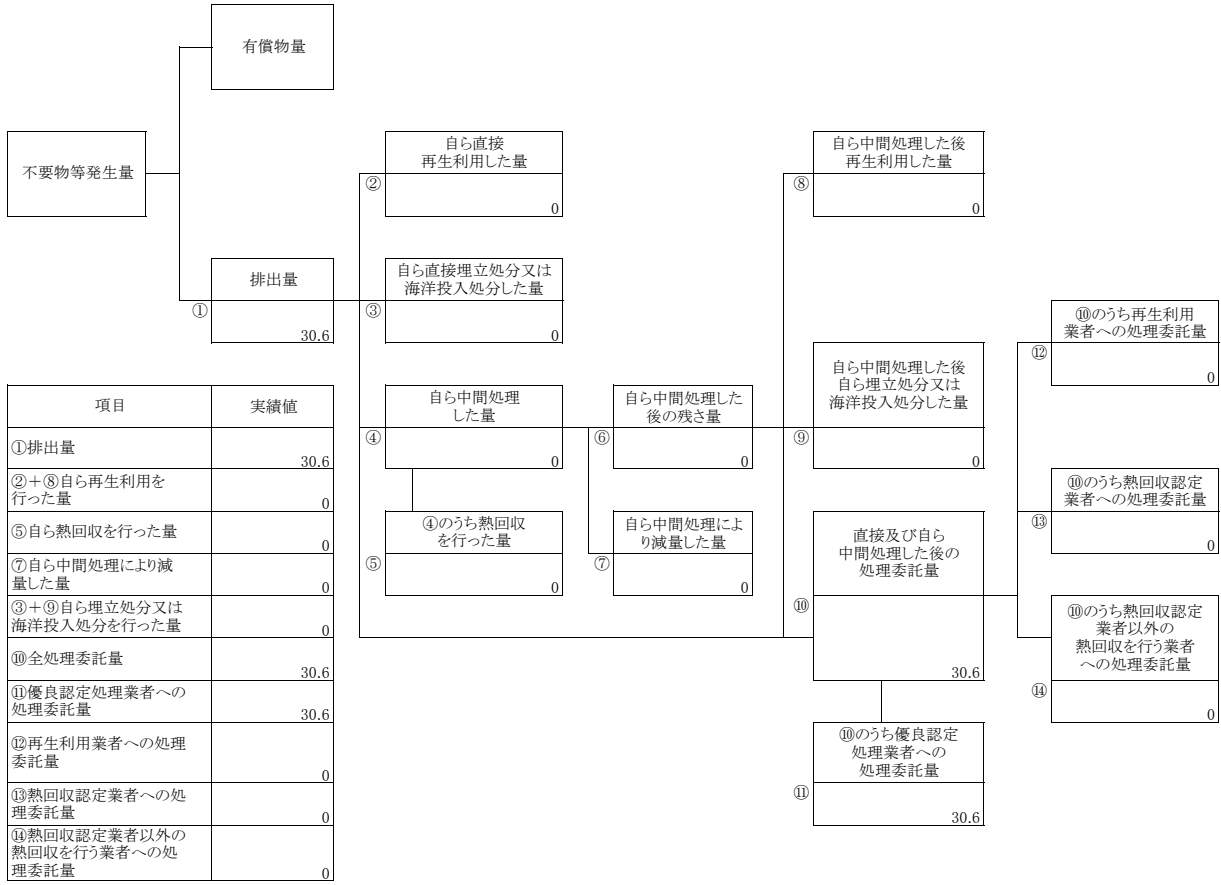 有償物量
不要物等発生量
自ら直接
再生利用した量
②
0
自ら中間処理した後
再生利用した量
⑧
0
排出量
①
30.6
自ら直接埋立処分又は
海洋投入処分した量
③
0
自ら中間処理
した量
④
0
自ら中間処理した
後の残さ量
⑥
0
自ら中間処理した後
自ら埋立処分又は
海洋投入処分した量
⑨
0
⑩のうち再生利用
業者への処理委託量
⑫
0
④のうち熱回収
を行った量
⑤
0
自ら中間処理によ
り減量した量
⑦
0
直接及び自ら
中間処理した後の
処理委託量
⑩
30.6
⑩のうち熱回収認定
業者への処理委託量
⑬
0
⑩のうち熱回収認定
業者以外の
熱回収を行う業者
への処理委託量
⑭
0
⑩のうち優良認定
処理業者への
処理委託量
⑪
30.6
項目 実績値
①排出量
30.6
②+⑧自ら再生利用を
行った量
0
⑤自ら熱回収を行った量
0
⑦自ら中間処理により減
量した量
0
③+⑨自ら埋立処分又は
海洋投入処分を行った量
0
⑩全処理委託量
30.6
⑪優良認定処理業者への
処理委託量
30.6
⑫再生利用業者への処理
委託量
0
⑬熱回収認定業者への処
理委託量
0
⑭熱回収認定業者以外の
熱回収を行う業者への処
理委託量
0